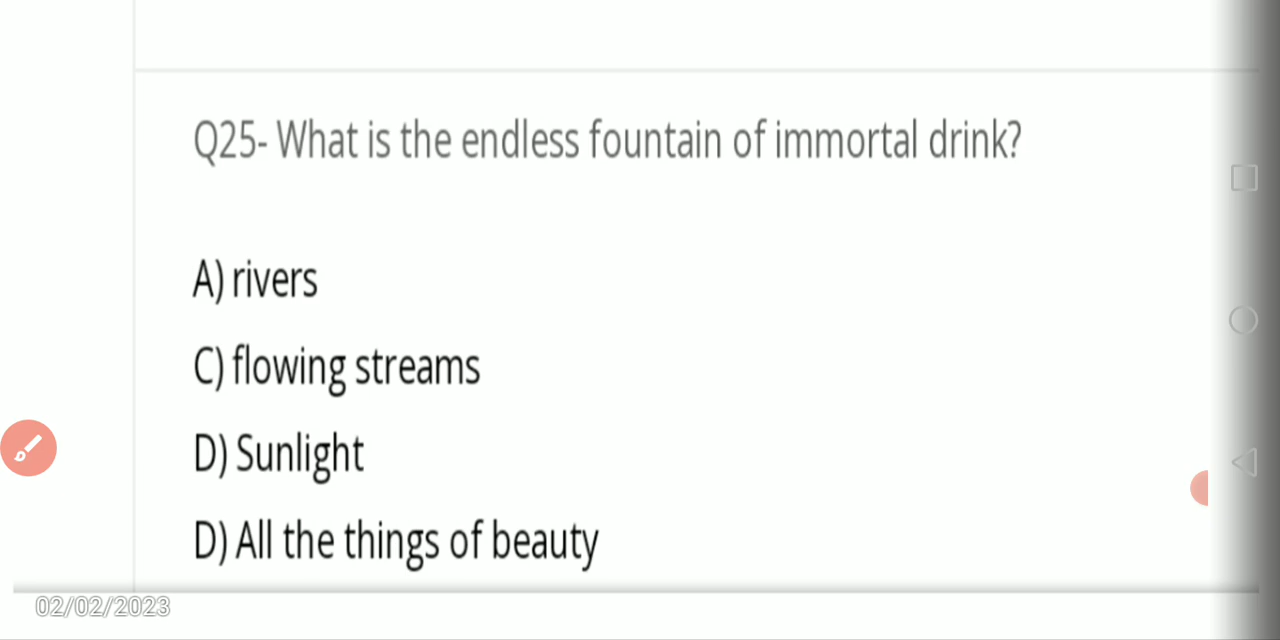 Q25- What is the endless fountain of immortal drink?
A) rivers
C) flowing streams
D) Sunlight
D) All the things of beauty
02/02/2023